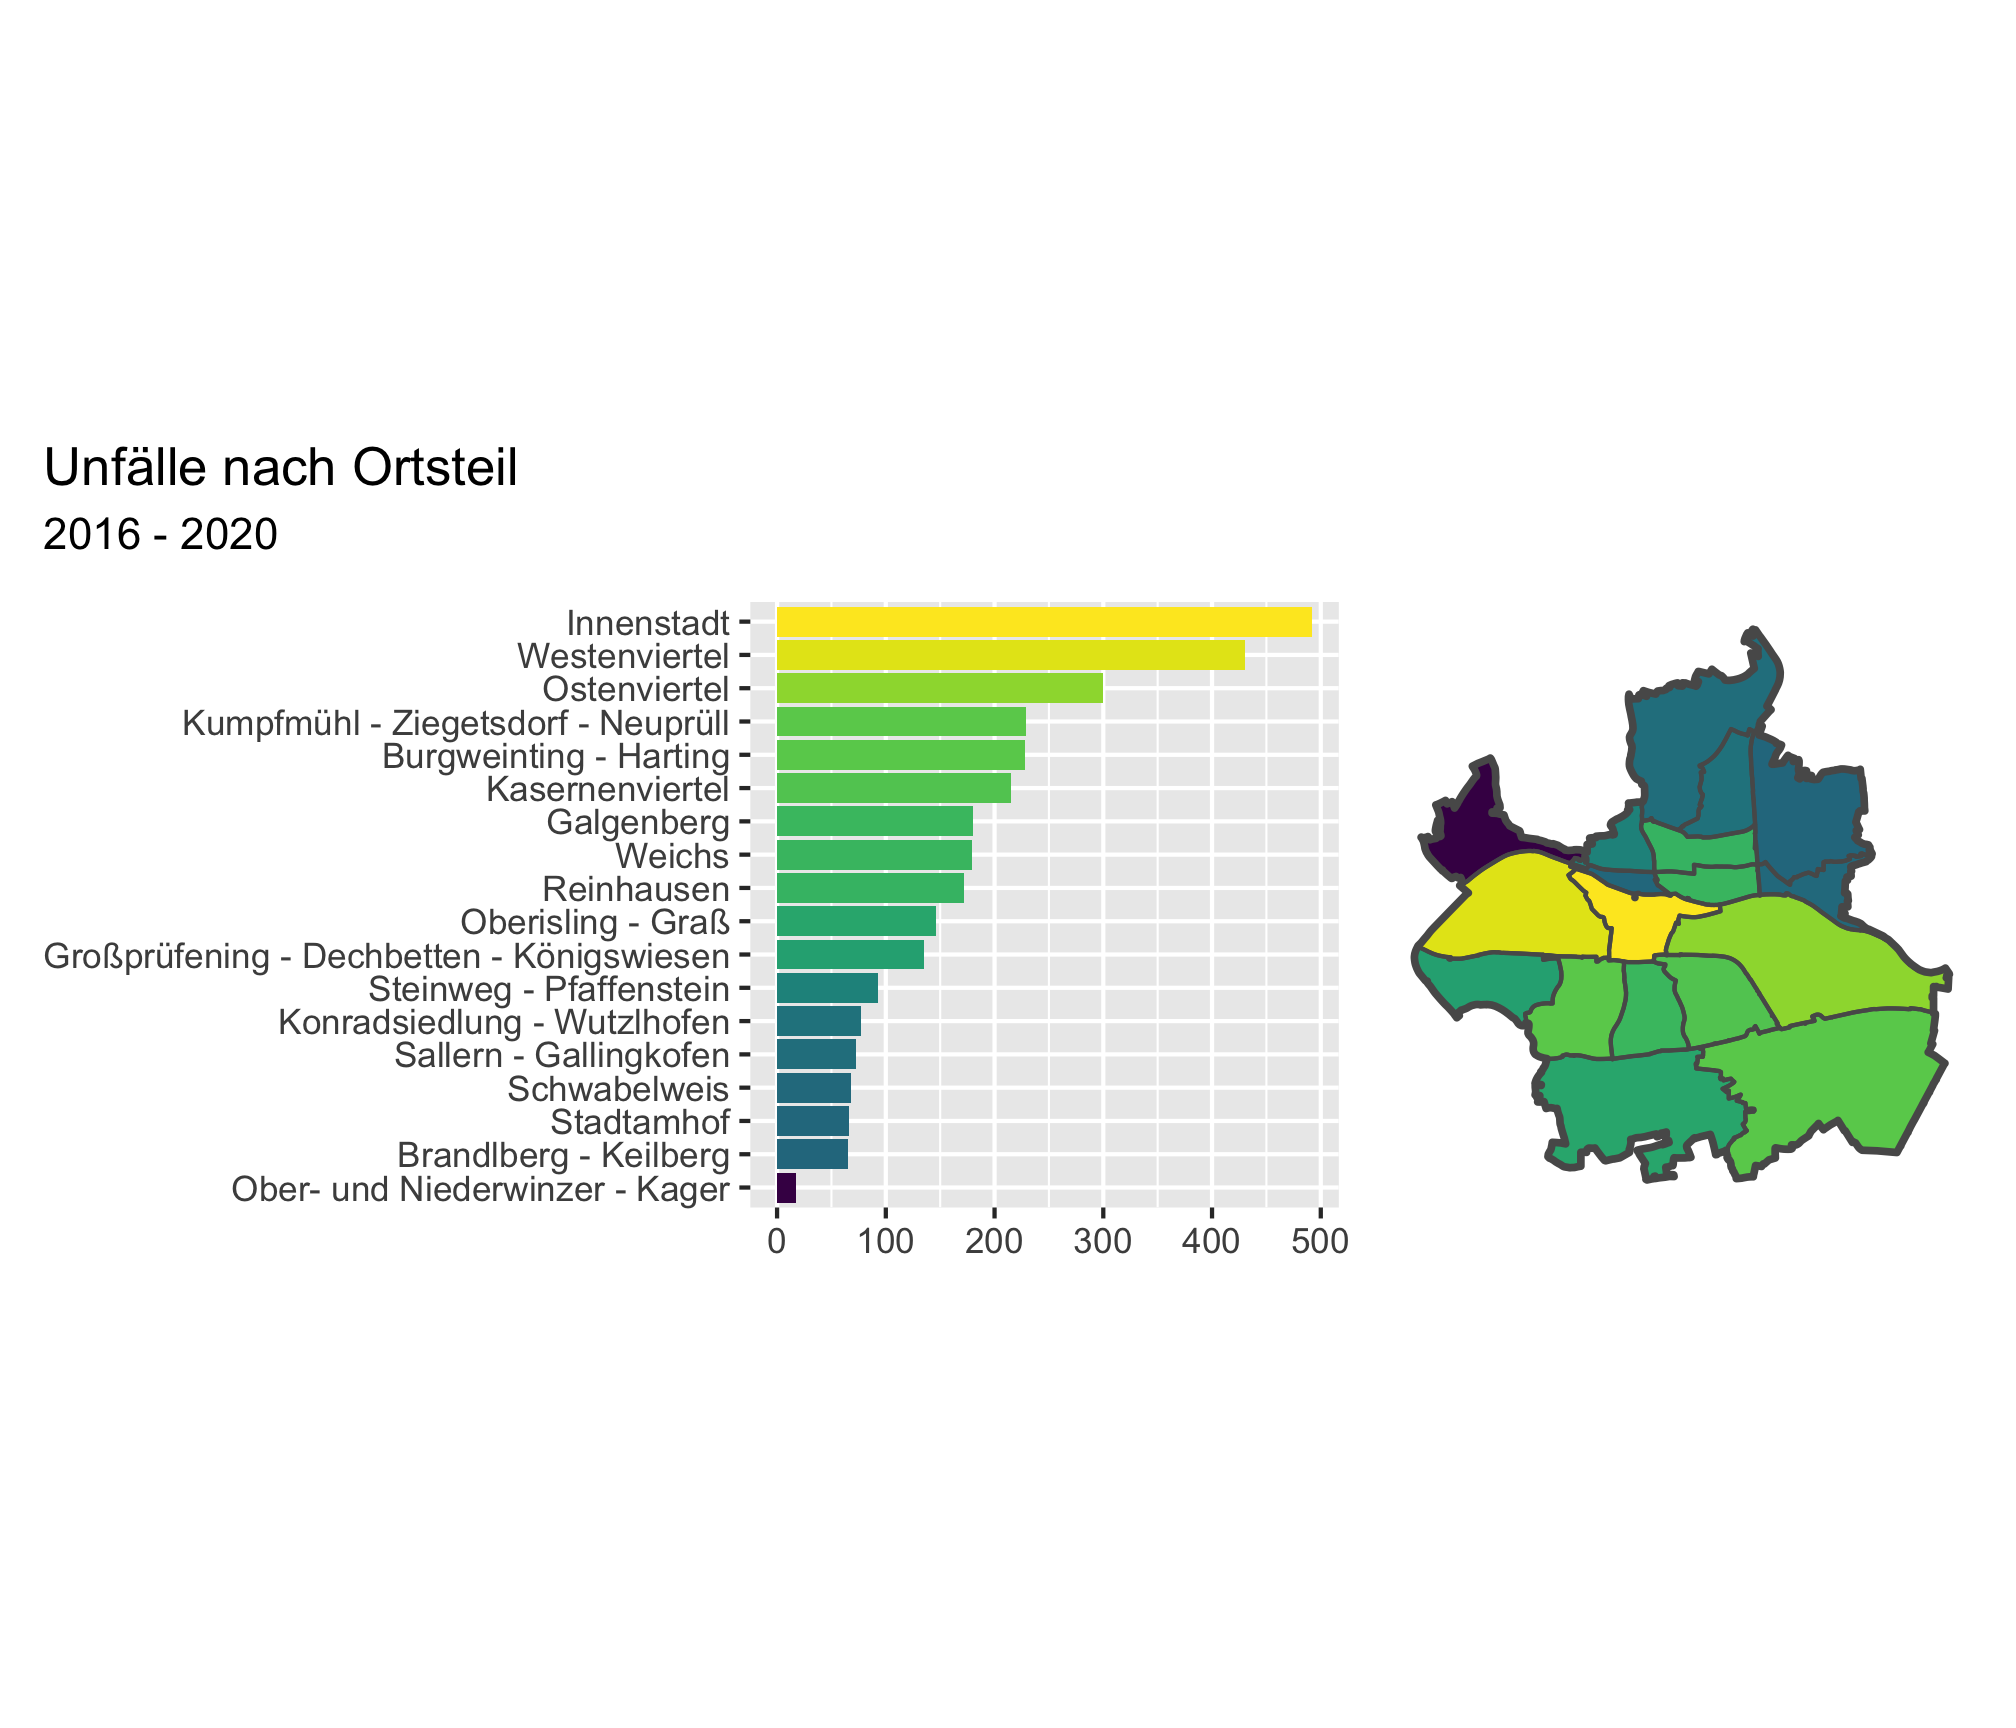 Unfälle nach Ortsteil
2016 - 2020
Innenstadt
Westenviertel
Ostenviertel
Kumpfmühl - Ziegetsdorf - Neuprüll
Burgweinting - Harting
Kasernenviertel
Galgenberg
Weichs
Reinhausen
Oberisling - Graß
Großprüfening - Dechbetten - Königswiesen
Steinweg - Pfaffenstein
Konradsiedlung - Wutzlhofen
Sallern - Gallingkofen
Schwabelweis
Stadtamhof
Brandlberg - Keilberg
Ober- und Niederwinzer - Kager
0 100 200 300 400 500